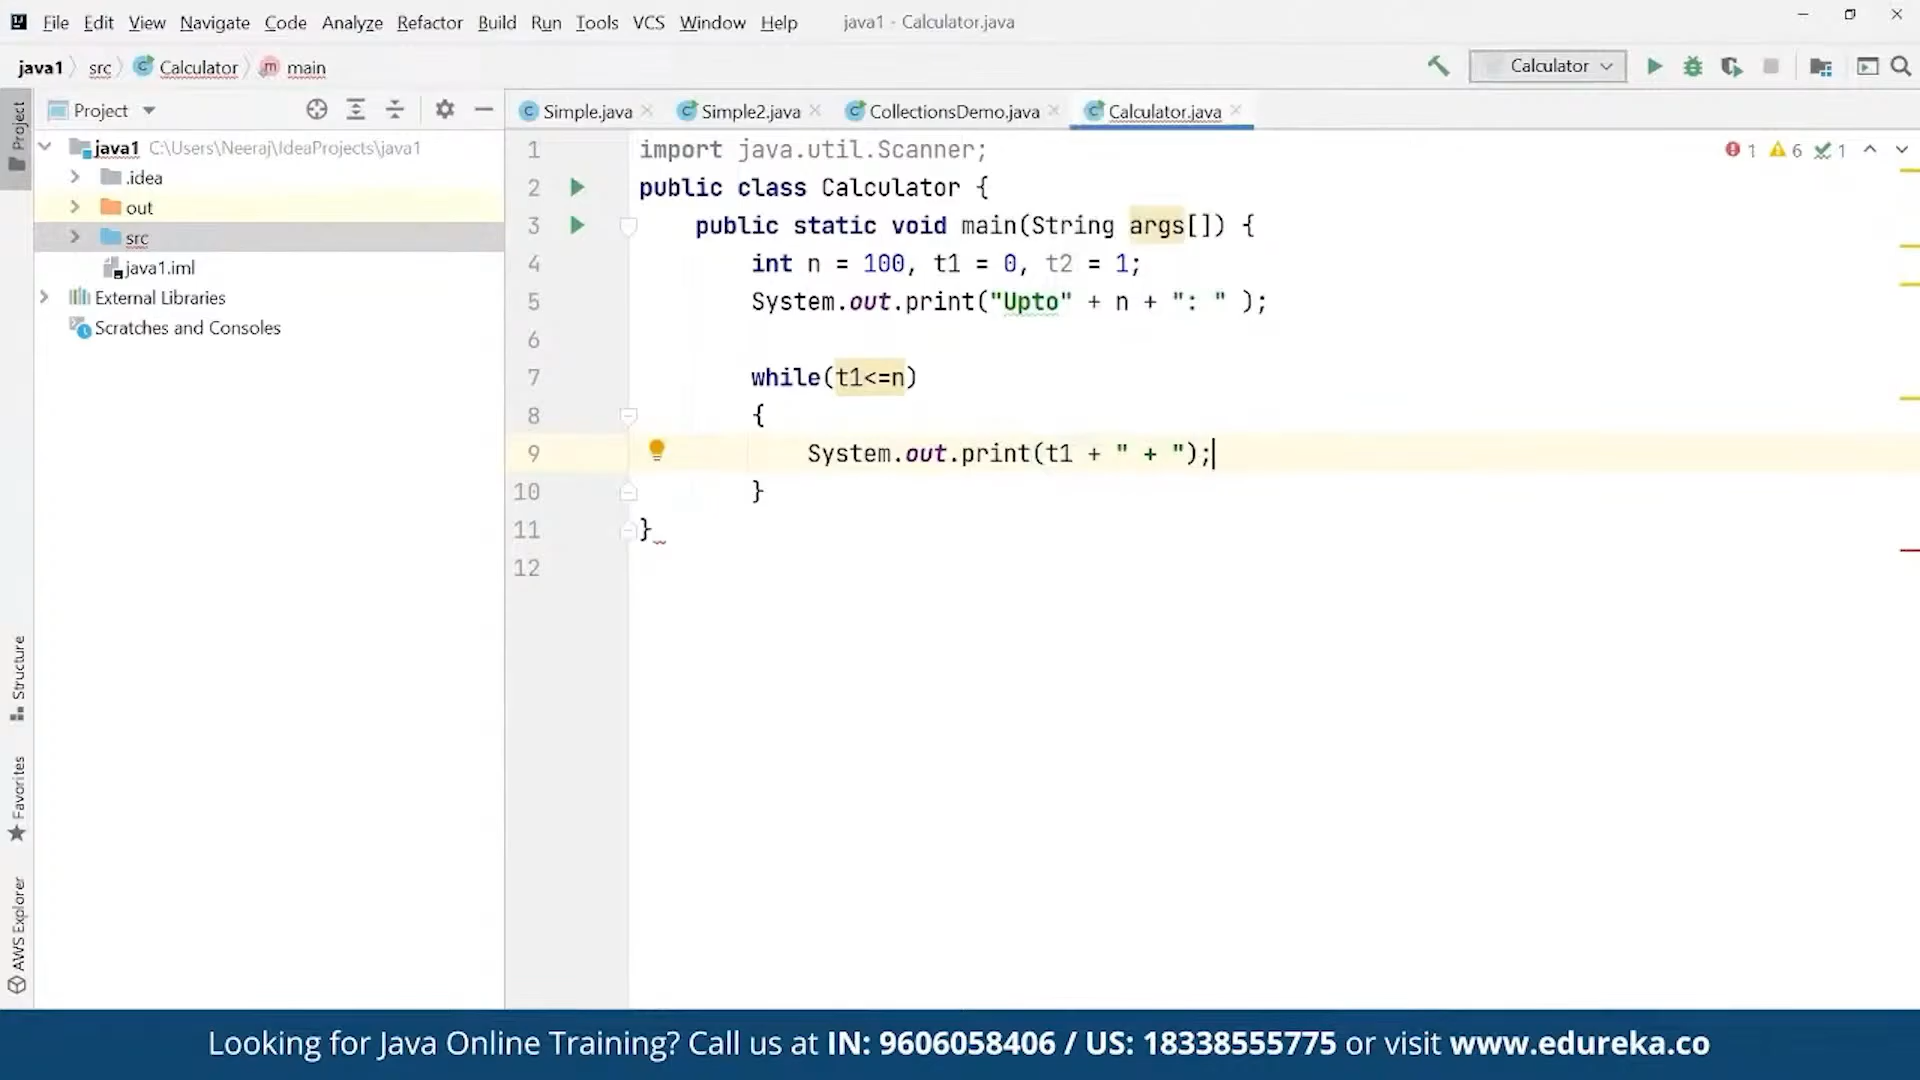 File Edit View Navigate Code Analyze Refactor Build Run Tools VCS Window Help java1 - Calculator.java
java1 src Calculator main
Calculator
Project
Simple.java Simple2.java CollectionsDemo.java Calculator.java
Project
java1 C:\Users\Neeraj\IdeaProjects\java1
.idea
out
src
java1.iml
External Libraries
Scratches and Consoles
Structure
Favorites
AWS Explorer
1 import java.util.Scanner;
2 public class Calculator {
3 public static void main(String args[]) {
4 int n = 100, t1 = 0, t2 = 1;
5 System.out.print("Upto" + n + ": " );
6
7 while(t1<=n)
8 {
9 System.out.print(t1 + " + ");
10 }
11 }
12
1 6 1
Looking for Java Online Training? Call us at IN: 9606058406 / US: 18338555775 or visit www.edureka.co